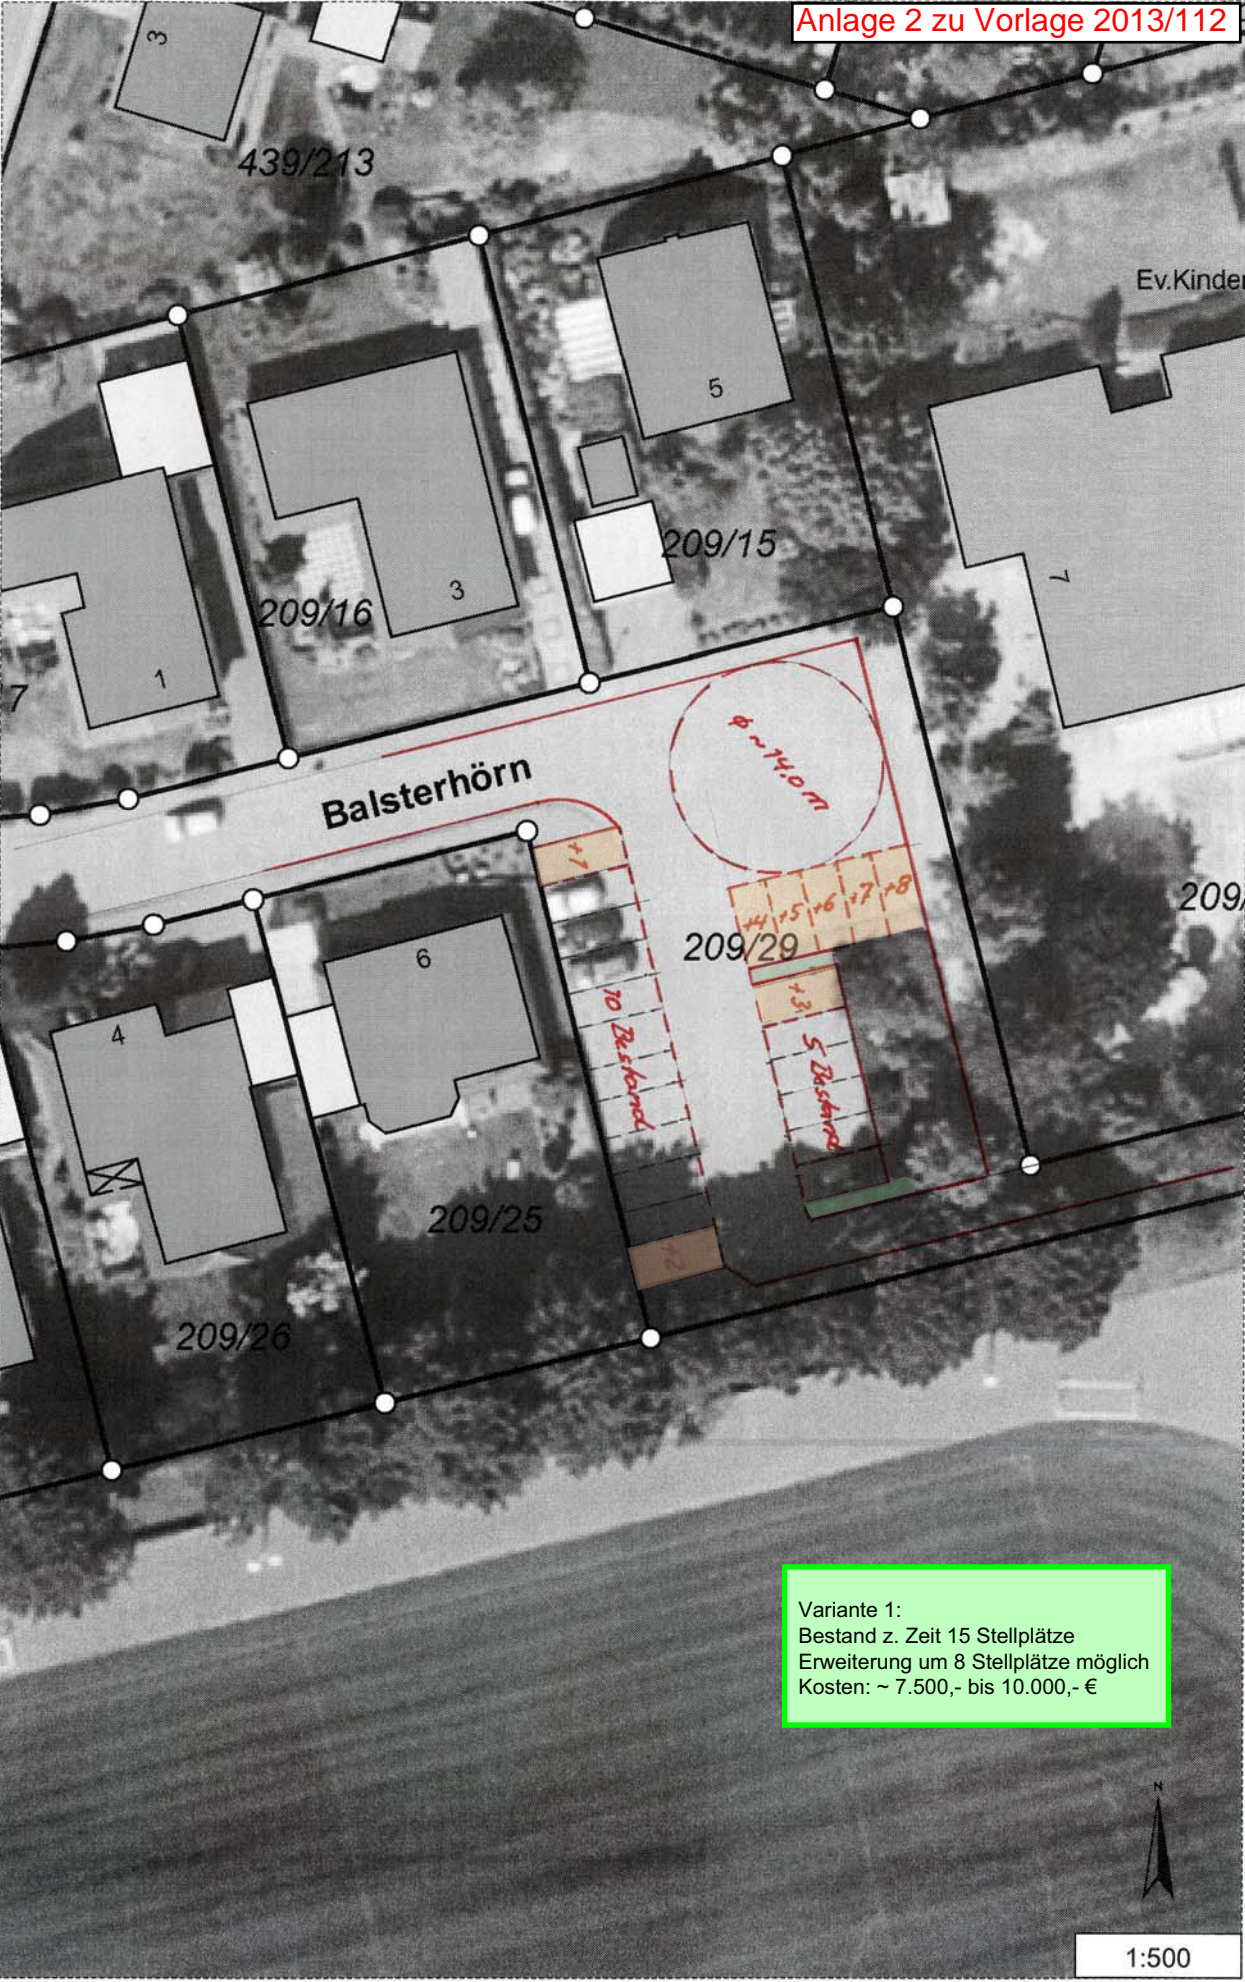 Anlage 2 zu Vorlage 2013/112
3
439/213
Ev.Kinder
5
209/15
3
209/16
7
1
7
Balsterhörn
φ ~ 14.0 m
+1
+4 +5 +6 +7 +8
209/
209/29
6
+3
10 Bestand
5 Bestand
4
209/25
+2
209/26
Variante 1:
Bestand z. Zeit 15 Stellplätze
Erweiterung um 8 Stellplätze möglich
Kosten: ~ 7.500,- bis 10.000,- €
N
1:500